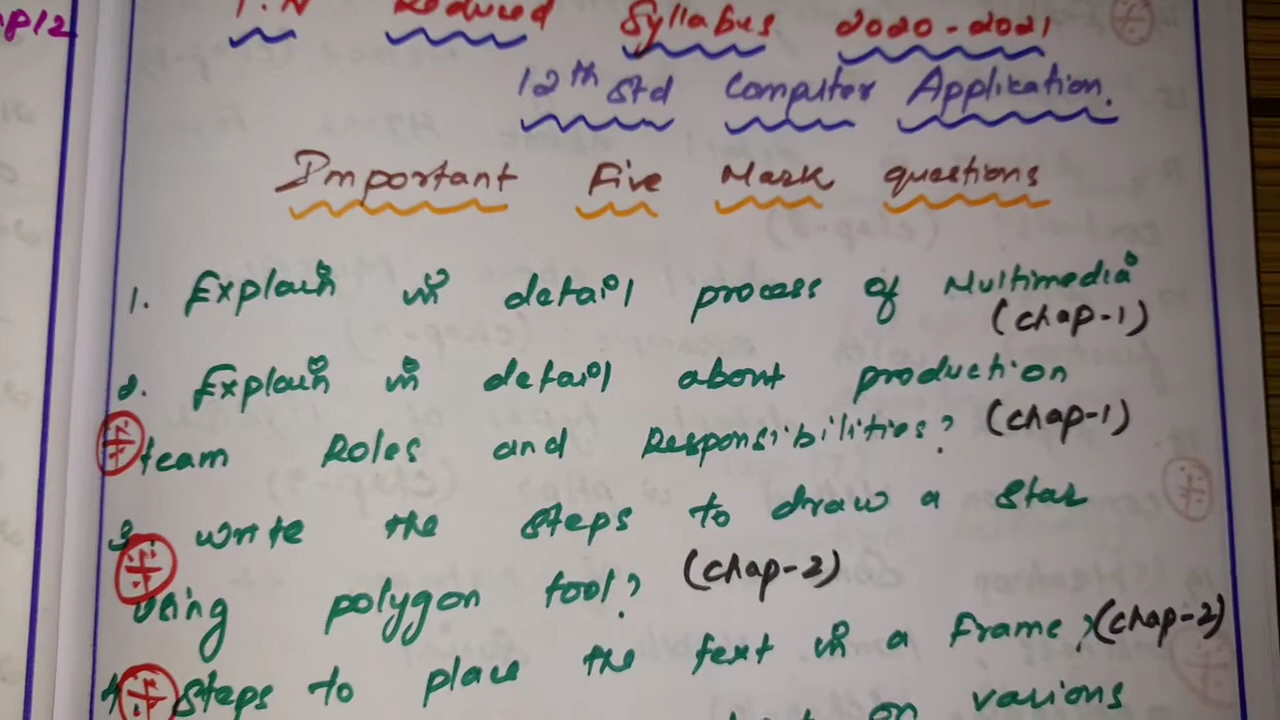 T.N Reduced Syllabus 2020-2021
12th Std Computer Application.
Important Five Mark questions
1. Explain in detail process of Multimedia
(chap-1)
2. Explain in detail about production
team Roles and Responsibilities? (chap-1)
3. write the steps to draw a star
using polygon tool? (chap-2)
4. Steps to place the text in a Frame? (chap-2)
on various